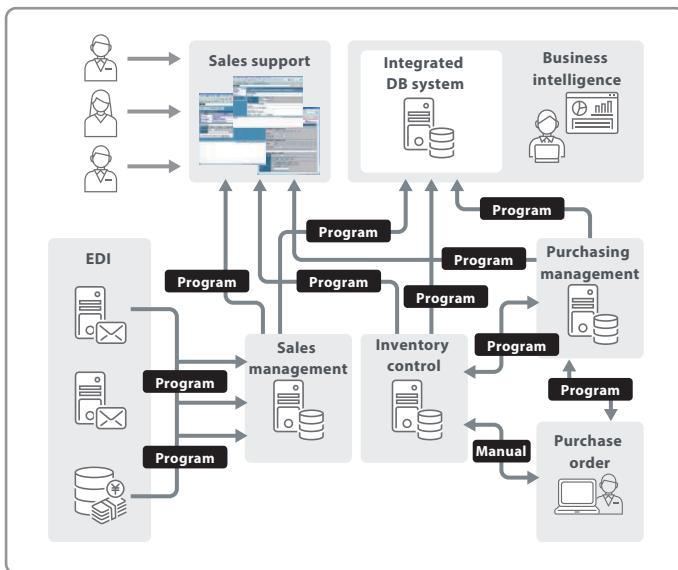 Sales support
Integrated
DB system
Business
intelligence
Program
Program
Program
EDI
Program
Program
Program
Purchasing
management
Program
Sales
management
Inventory
control
Program
Program
Program
Manual
Purchase
order
¥